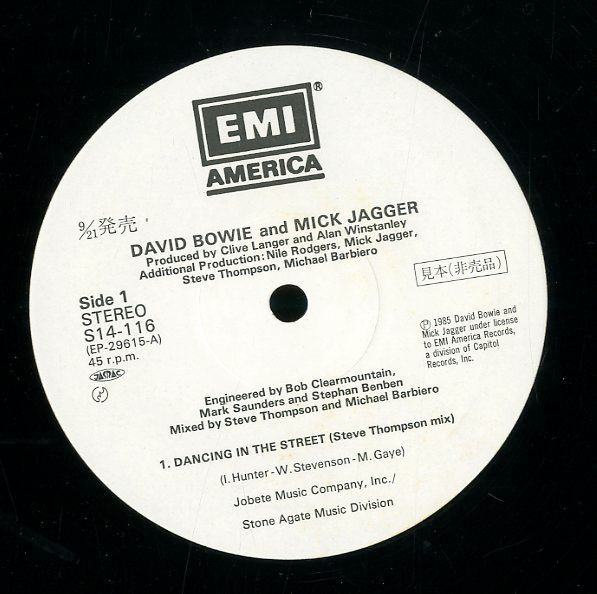 EMI®
AMERICA
9/21発売
DAVID BOWIE and MICK JAGGER
Produced by Clive Langer and Alan Winstanley
Additional Production: Nile Rodgers, Mick Jagger,
Steve Thompson, Michael Barbiero
見本(非売品)
Side 1
STEREO
S14-116
(EP-29615-A)
45 r.p.m.
JASRAC
Ⓟ 1985 David Bowie and
Mick Jagger under license
to EMI America Records,
a division of Capitol
Records, Inc.
Engineered by Bob Clearmountain,
Mark Saunders and Stephan Benben
Mixed by Steve Thompson and Michael Barbiero
1. DANCING IN THE STREET (Steve Thompson mix)
(I. Hunter-W. Stevenson-M. Gaye)
Jobete Music Company, Inc./
Stone Agate Music Division